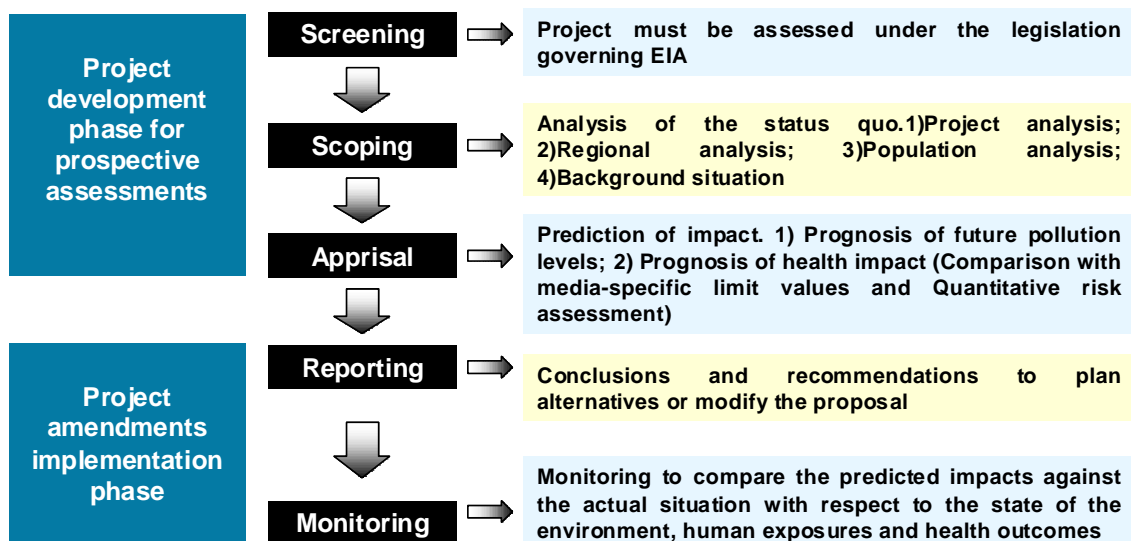 Project
development
phase for
prospective
assessments
Screening
Project must be assessed under the legislation
governing EIA
Scoping
Analysis of the status quo.1)Project analysis;
2)Regional analysis; 3)Population analysis;
4)Background situation
Apprisal
Prediction of impact. 1) Prognosis of future pollution
levels; 2) Prognosis of health impact (Comparison with
media-specific limit values and Quantitative risk
assessment)
Project
amendments
implementation
phase
Reporting
Conclusions and recommendations to plan
alternatives or modify the proposal
Monitoring
Monitoring to compare the predicted impacts against
the actual situation with respect to the state of the
environment, human exposures and health outcomes